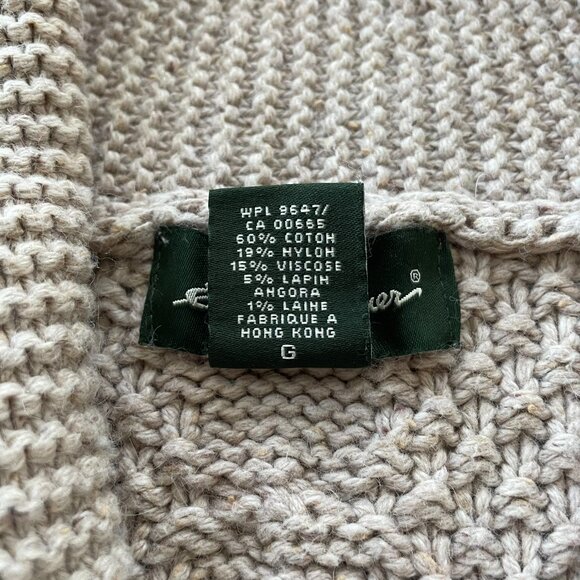 WPL 9647/
CA 00665
60% COTON
19% NYLON
15% VISCOSE
5% LAPIN
ANGORA
1% LAINE
FABRIQUE A
HONG KONG
G
®